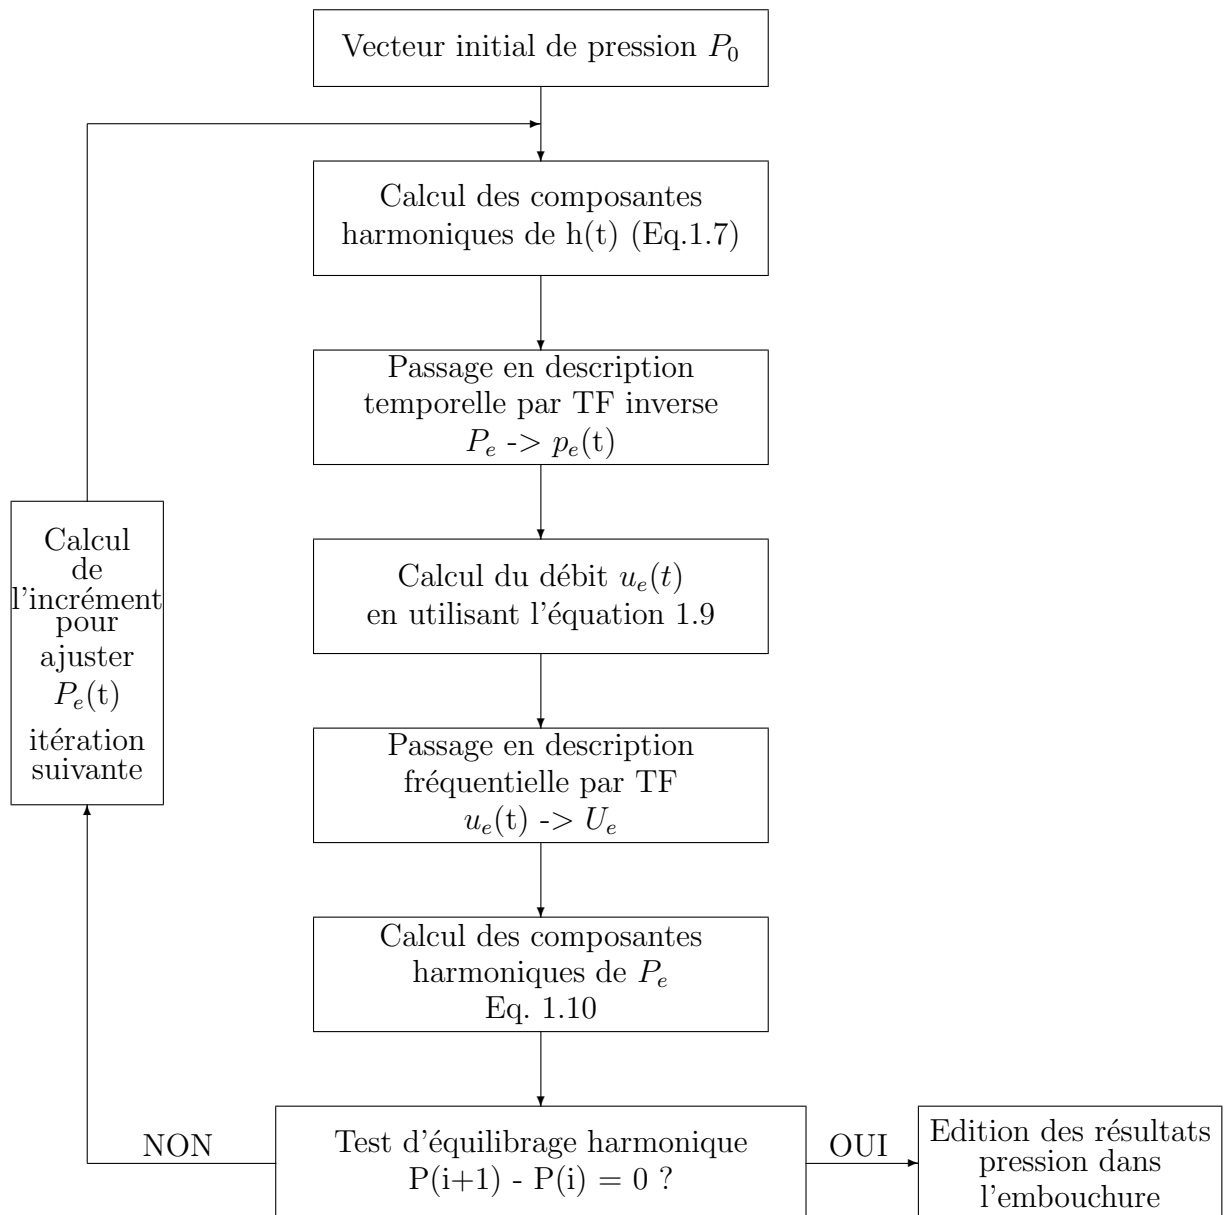 Vecteur initial de pression P₀
Calcul des composantes
harmoniques de h(t) (Eq.1.7)
Passage en description
temporelle par TF inverse
Pₑ -> pₑ(t)
Calcul du débit uₑ(t)
en utilisant l'équation 1.9
Passage en description
fréquentielle par TF
uₑ(t) -> Uₑ
Calcul des composantes
harmoniques de Pₑ
Eq. 1.10
Test d'équilibrage harmonique
P(i+1) - P(i) = 0 ?
NON
Calcul
de
l'incrément
pour
ajuster
Pₑ(t)
itération
suivante
OUI
Edition des résultats
pression dans
l'embouchure